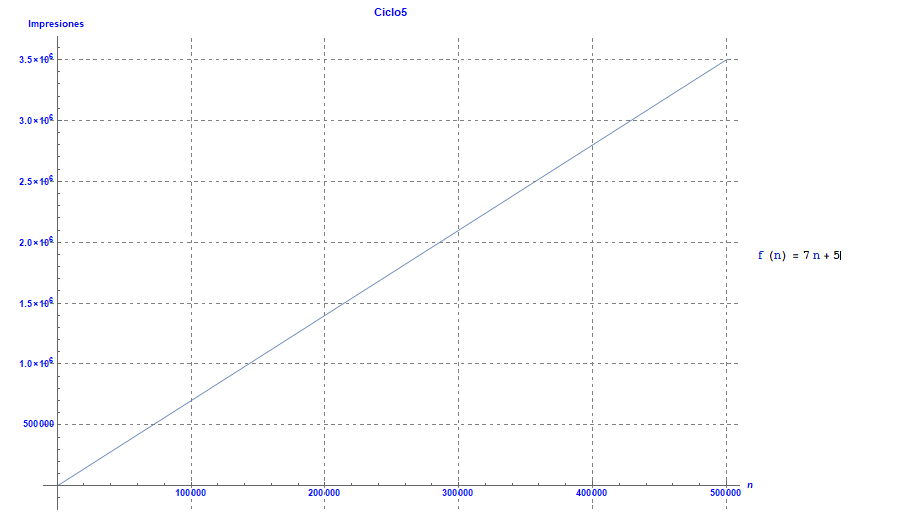 Ciclo5
Impresiones
3.5×10⁶
3.0×10⁶
2.5×10⁶
2.0×10⁶
1.5×10⁶
1.0×10⁶
500000
100000 200000 300000 400000 500000 n
f (n) = 7 n + 5